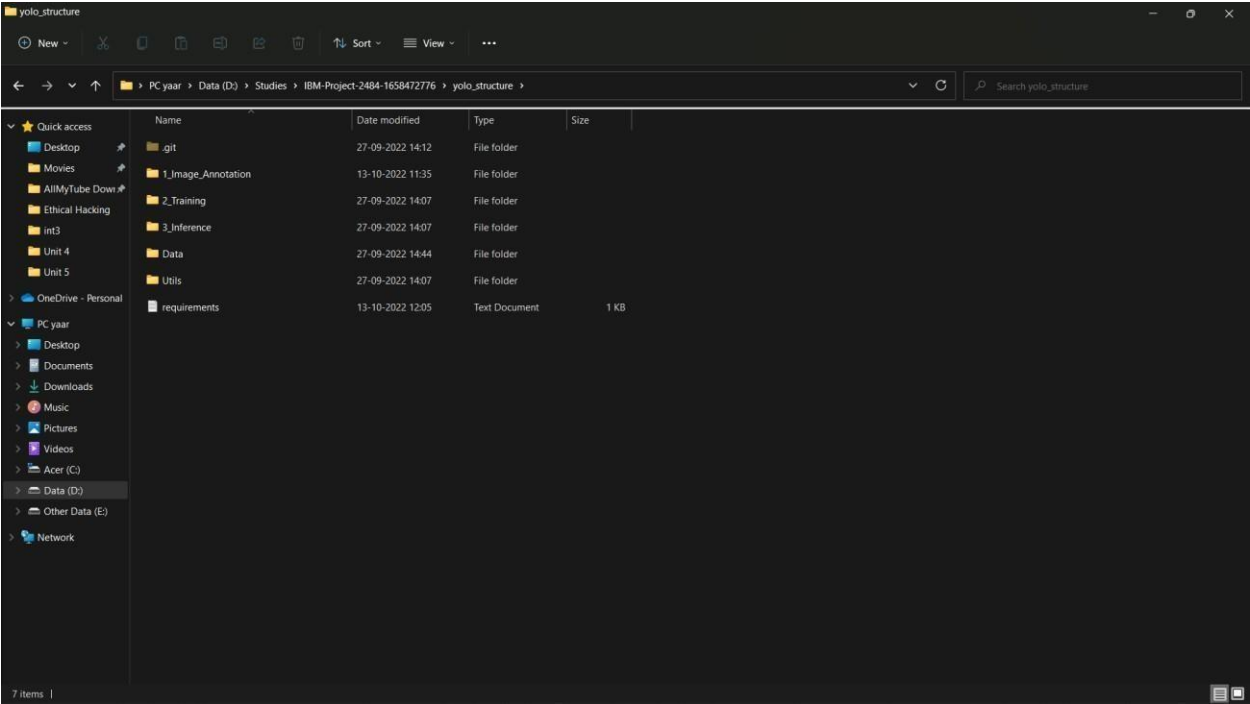 yolo_structure
New Sort View
PC yaar > Data (D:) > Studies > IBM-Project-2484-1658472776 > yolo_structure > Search yolo_structure
Name Date modified Type Size
.git 27-09-2022 14:12 File folder
1_Image_Annotation 13-10-2022 11:35 File folder
2_Training 27-09-2022 14:07 File folder
3_Inference 27-09-2022 14:07 File folder
Data 27-09-2022 14:44 File folder
Utils 27-09-2022 14:07 File folder
requirements 13-10-2022 12:05 Text Document 1 KB
Quick access
Desktop
Movies
AllMyTube Down
Ethical Hacking
int3
Unit 4
Unit 5
OneDrive - Personal
PC yaar
Desktop
Documents
Downloads
Music
Pictures
Videos
Acer (C:)
Data (D:)
Other Data (E:)
Network
7 items